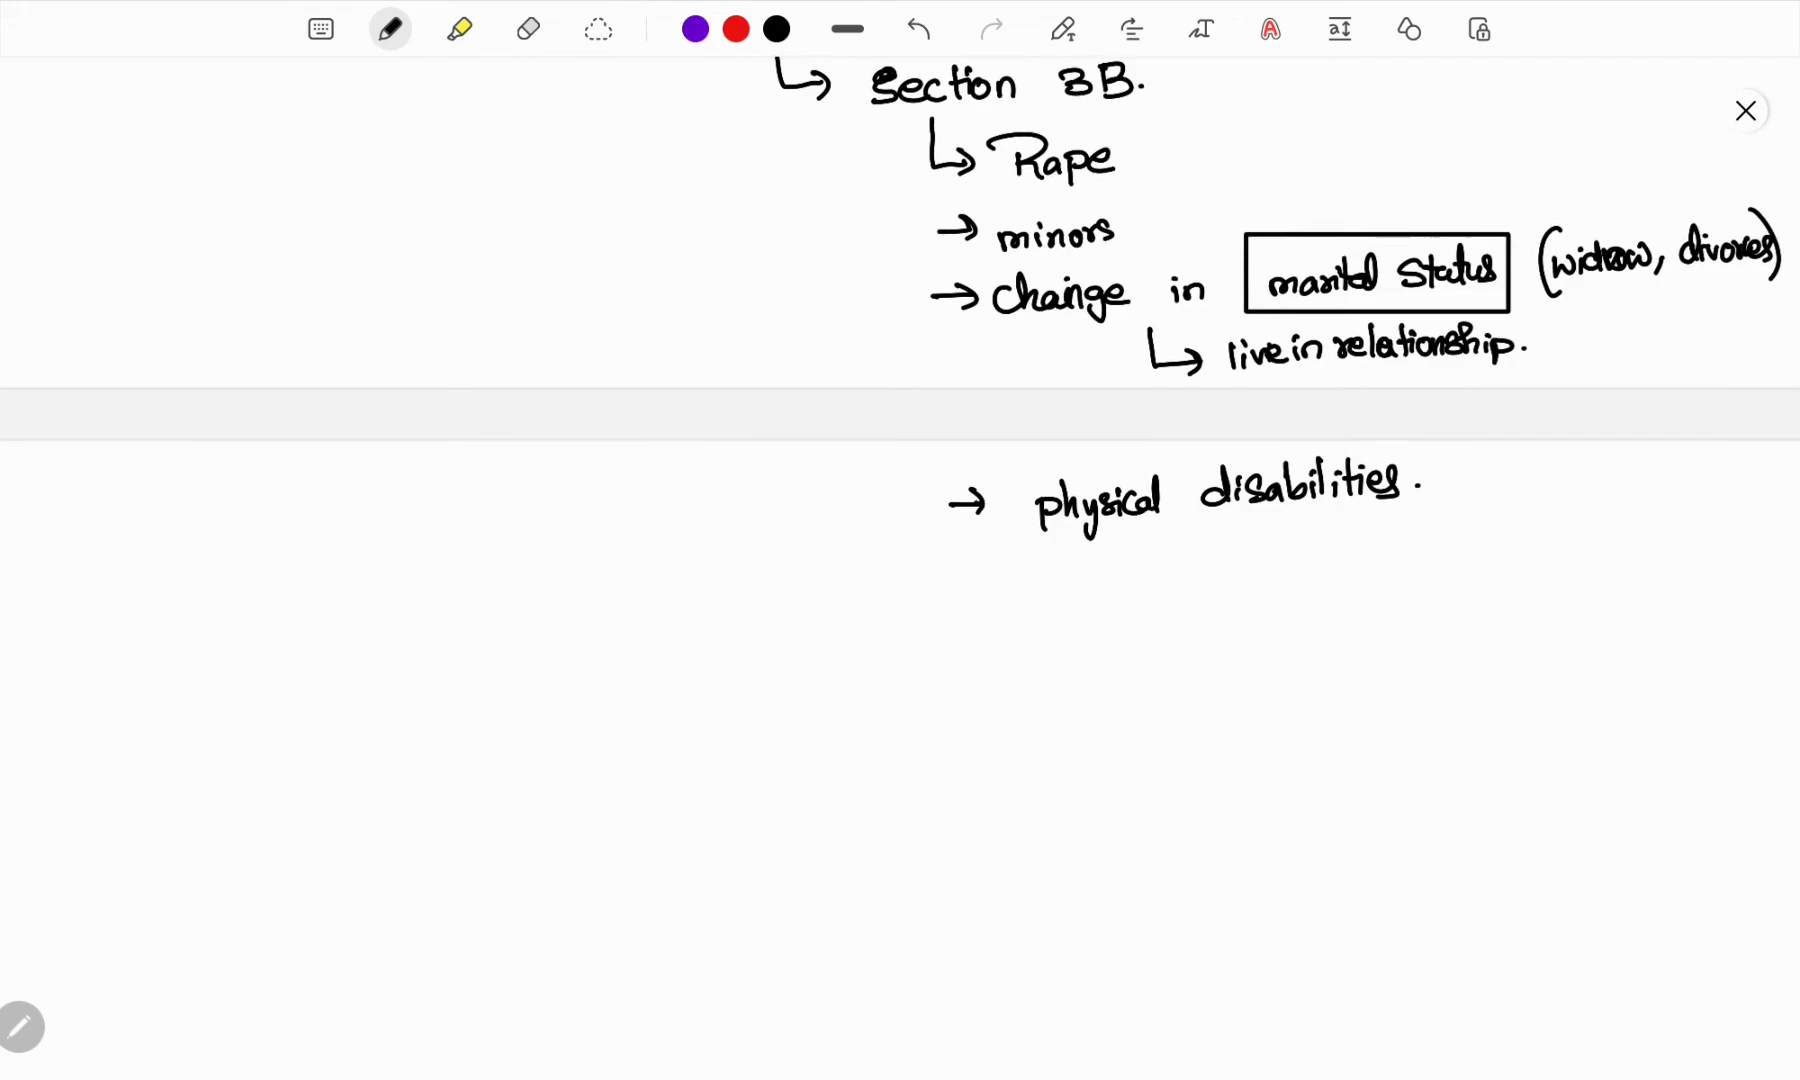 ↳ Section 3B.
↳ Rape
→ minors
→ change in marital status (widow, divorces)
↳ live in relationship.
→ physical disabilities.